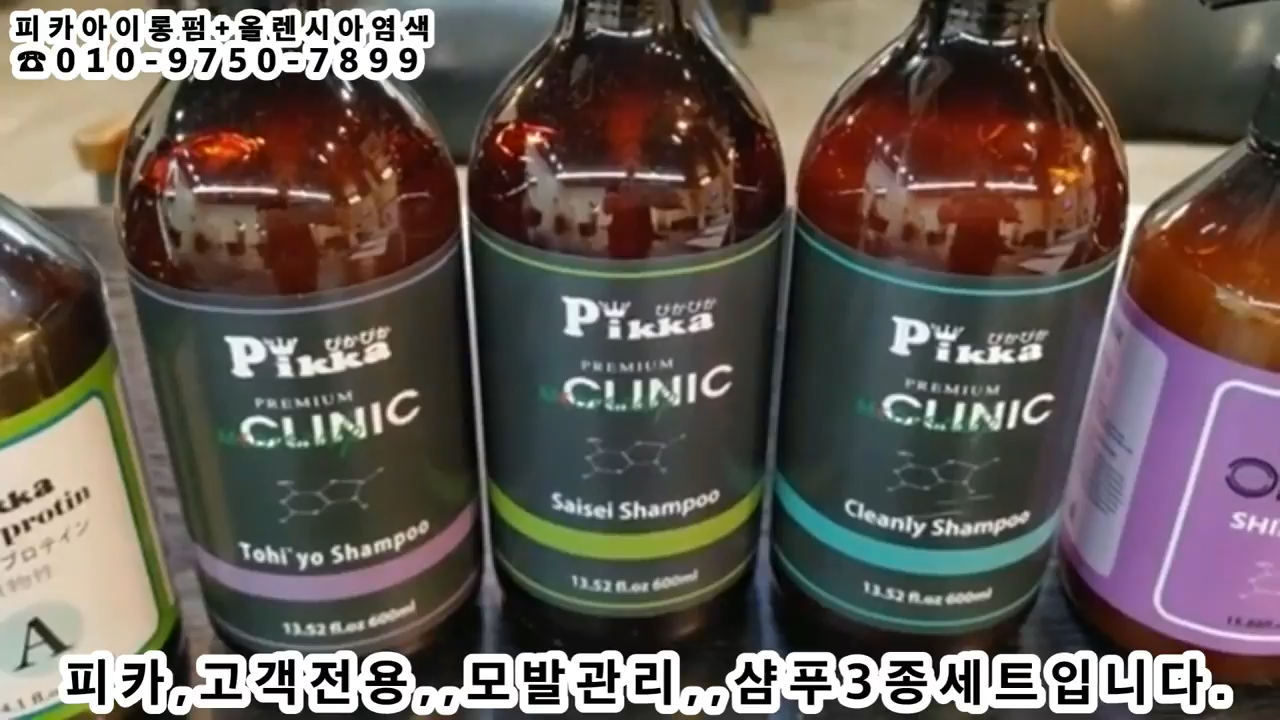 피카아이롱펌+올렌시아염색
☎010-9750-7899
Pikka
ぴかぴか
PREMIUM
CLINIC
Tohi'yo Shampoo
13.52 fl.oz 600ml
Pikka
ぴかぴか
PREMIUM
CLINIC
Saisei Shampoo
13.52 fl.oz 600ml
Pikka
ぴかぴか
PREMIUM
CLINIC
Cleanly Shampoo
13.52 fl.oz 600ml
kka
protin
プロテイン
A
SHI
피카,고객전용,,모발관리,,샴푸3종세트입니다.